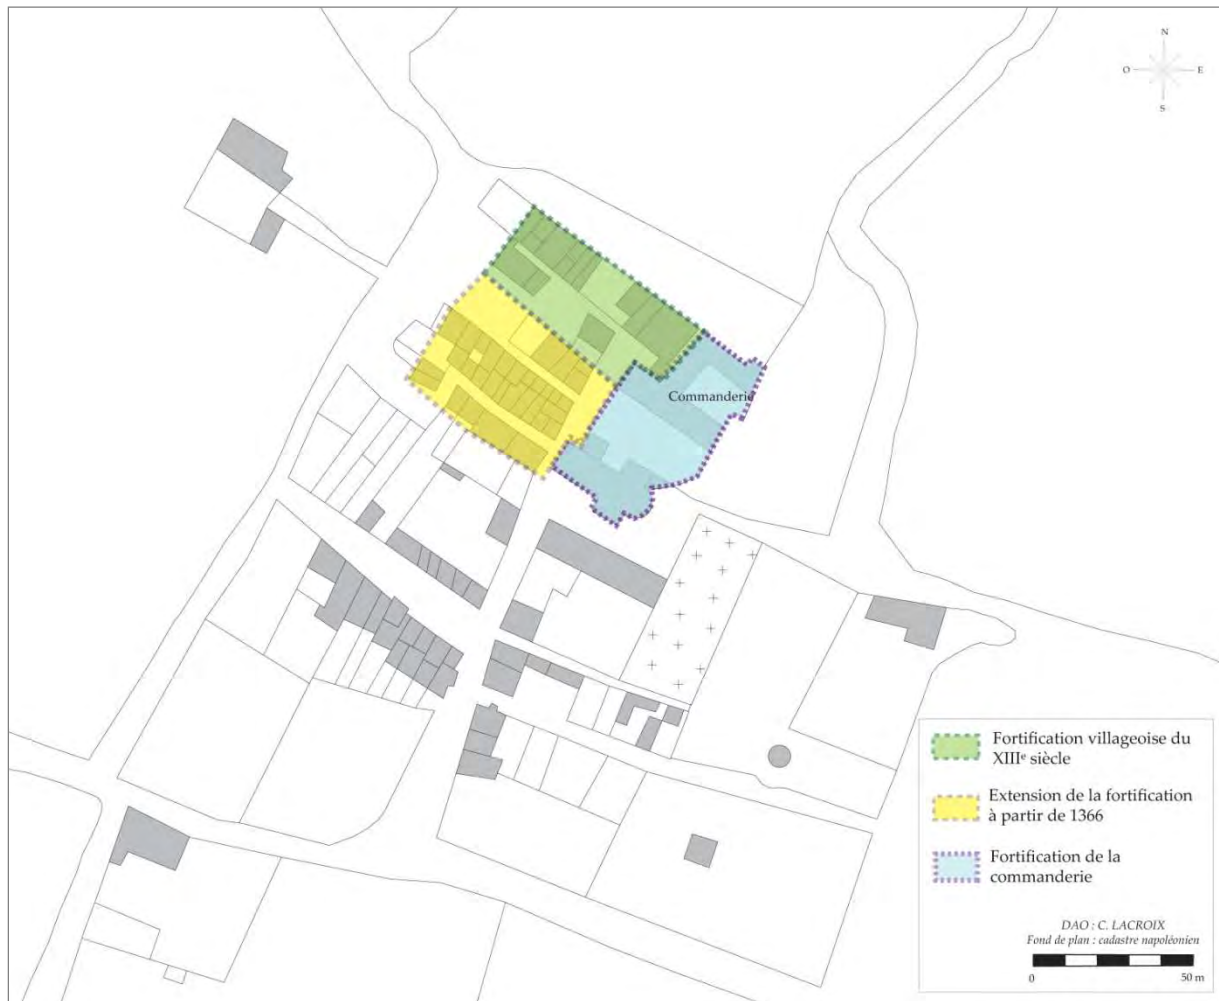 N
O E
S
Commanderie
Fortification villageoise du
XIIIe siècle
Extension de la fortification
à partir de 1366
Fortification de la
commanderie
DAO : C. LACROIX
Fond de plan : cadastre napoléonien
0 50 m